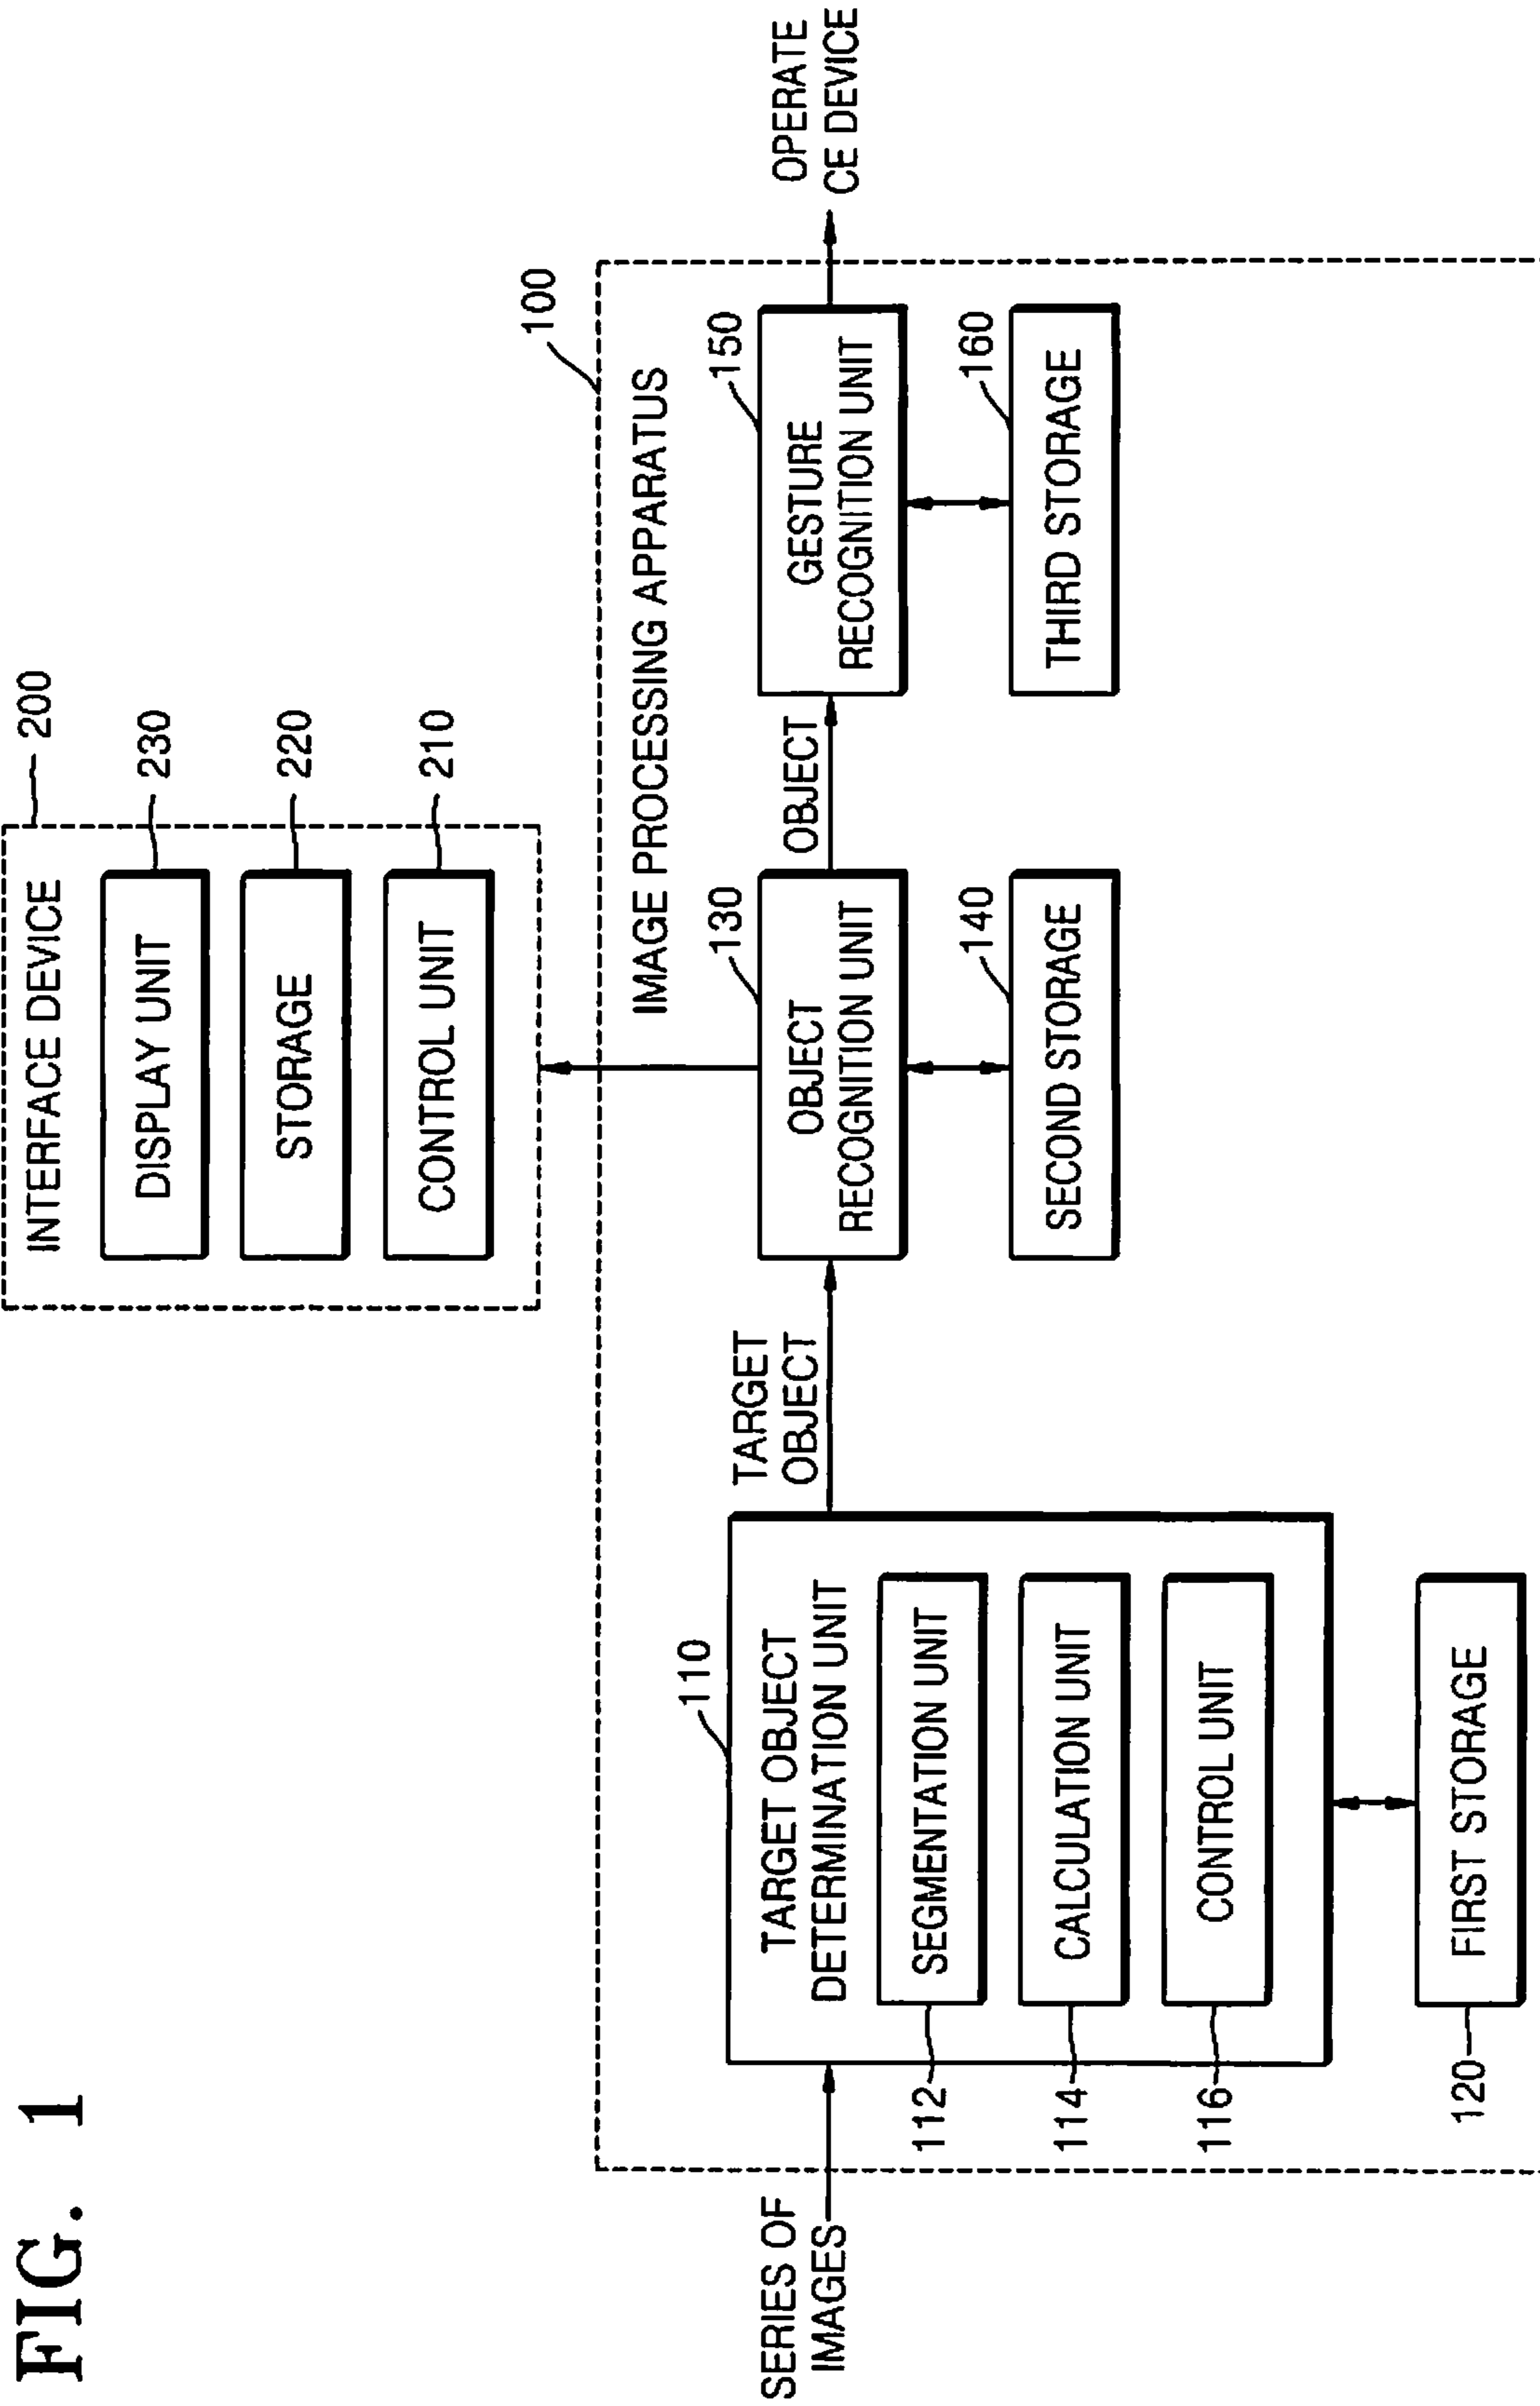 FIG. 1
INTERFACE DEVICE
200
DISPLAY UNIT
230
STORAGE
220
CONTROL UNIT
210
100
IMAGE PROCESSING APPARATUS
SERIES OF
IMAGES
110
TARGET OBJECT
DETERMINATION UNIT
112
SEGMENTATION UNIT
114
CALCULATION UNIT
116
CONTROL UNIT
120
FIRST STORAGE
TARGET
OBJECT
130
OBJECT
RECOGNITION UNIT
140
SECOND STORAGE
OBJECT
150
GESTURE
RECOGNITION UNIT
160
THIRD STORAGE
OPERATE
CE DEVICE